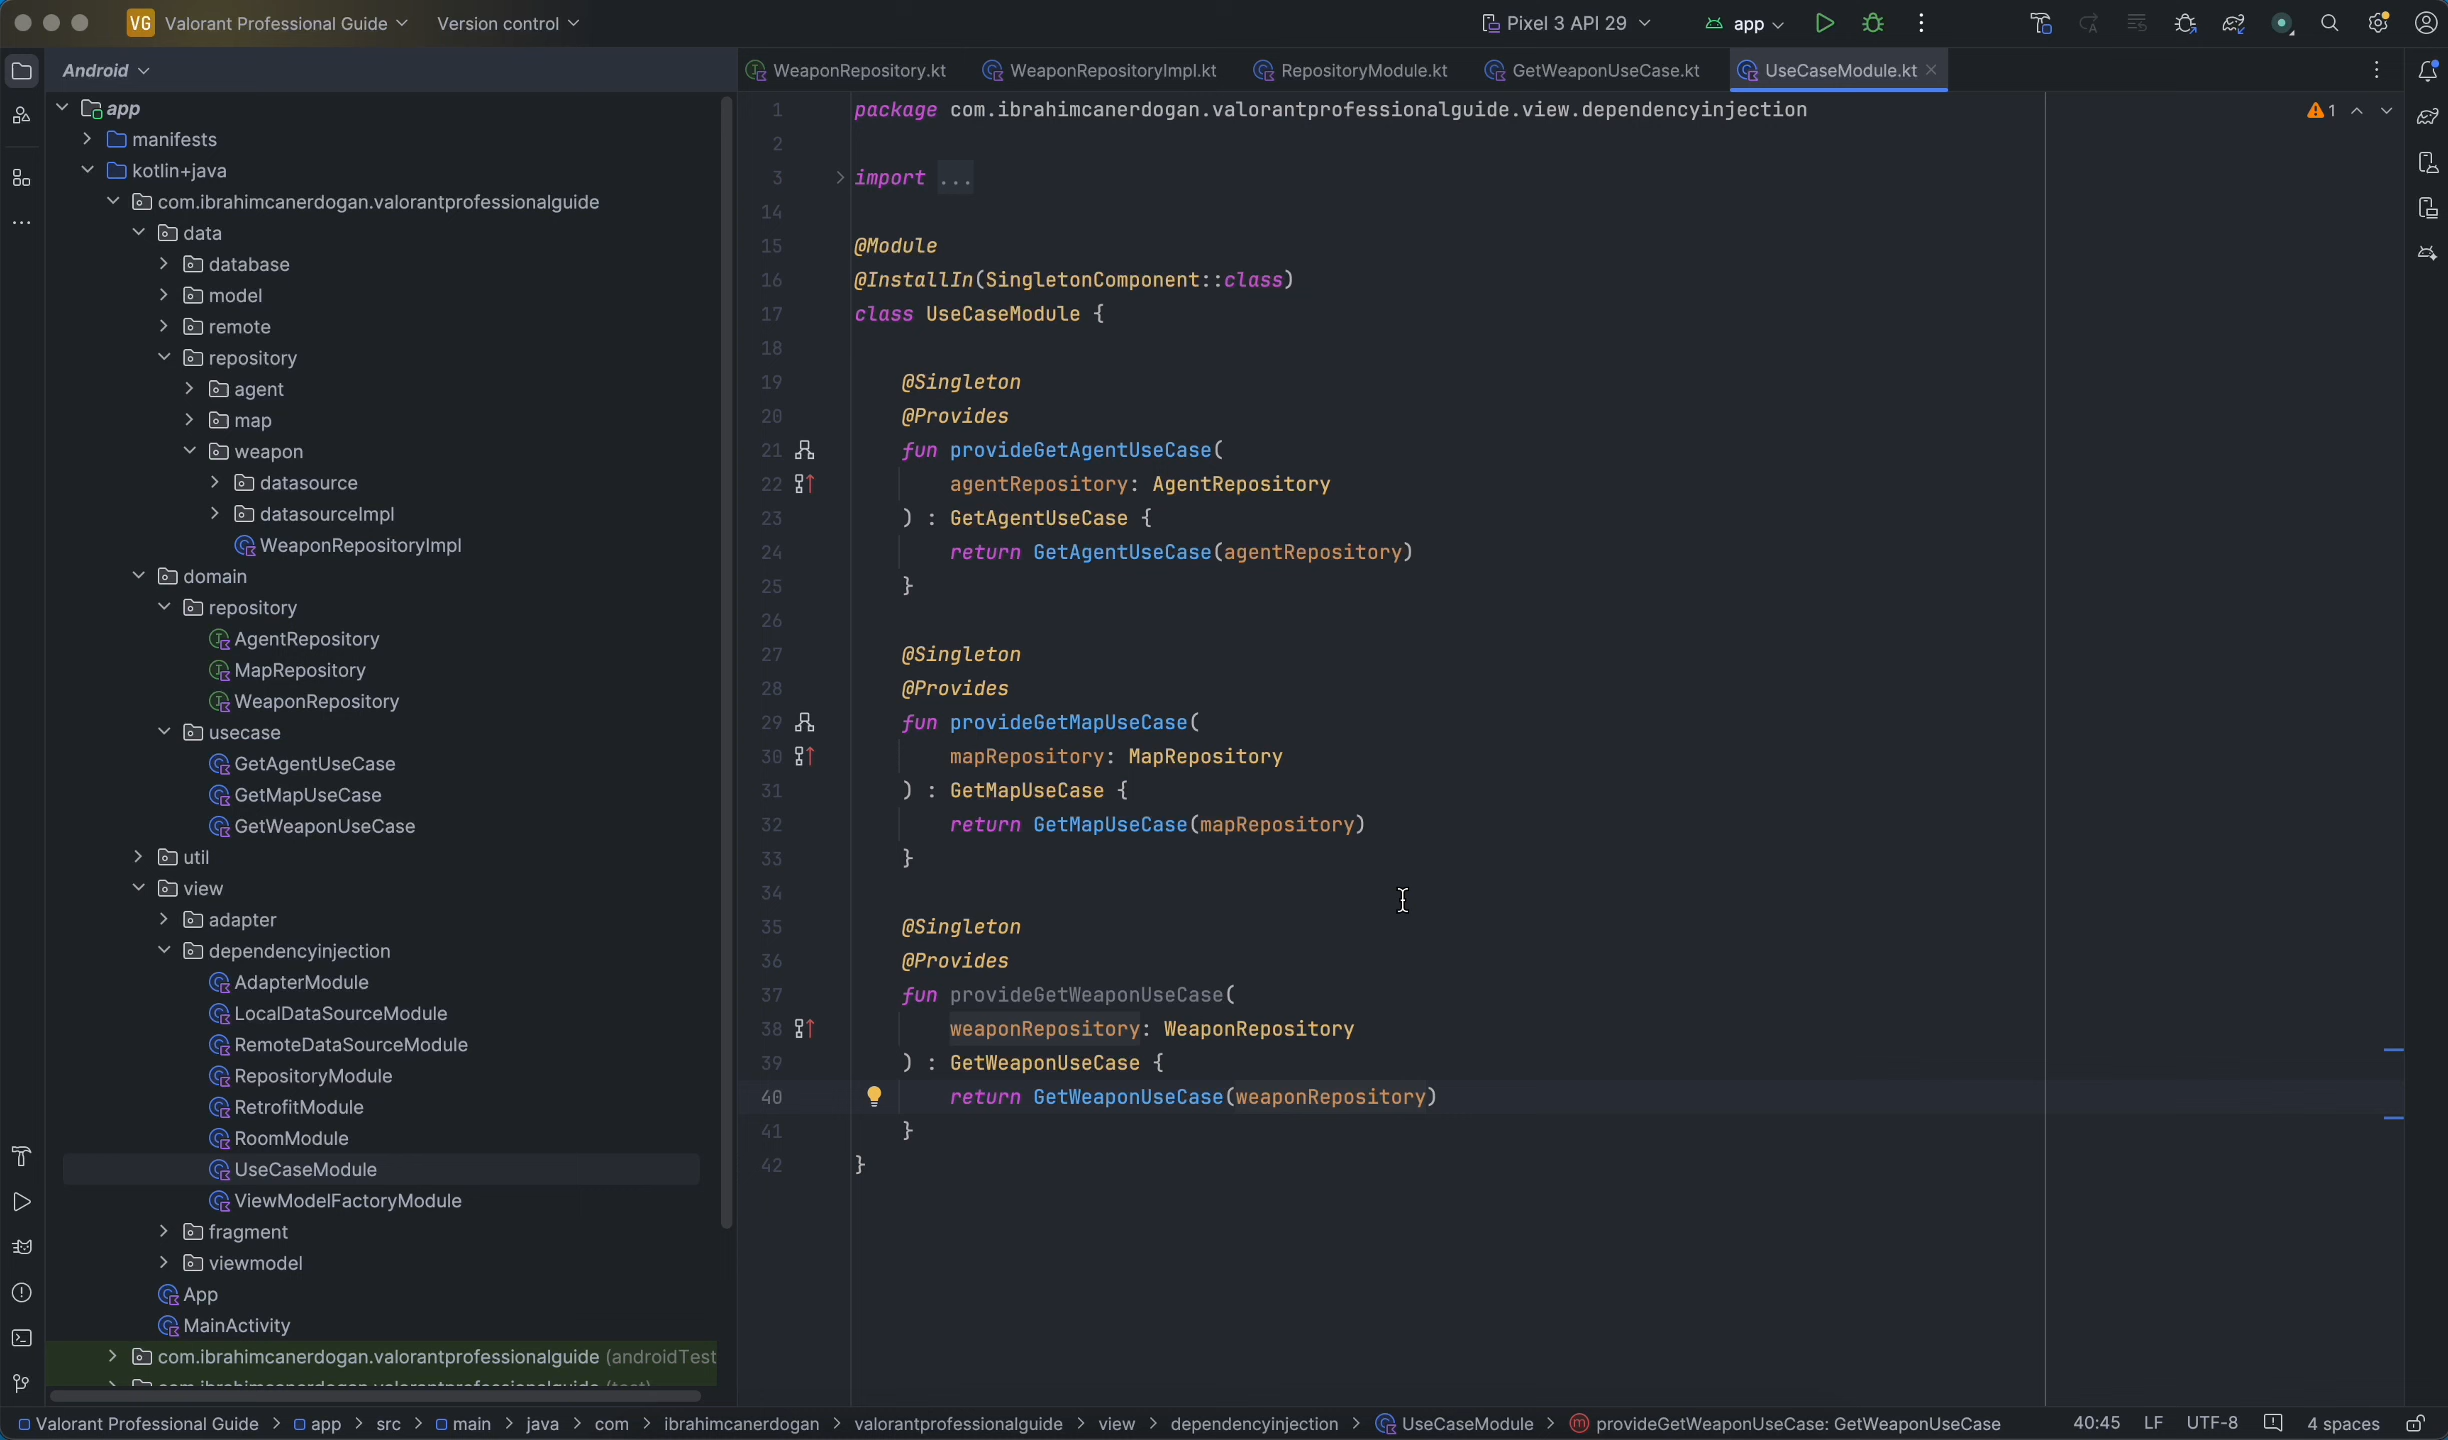 VG Valorant Professional Guide Version control Pixel 3 API 29 app
Android WeaponRepository.kt WeaponRepositoryImpl.kt RepositoryModule.kt GetWeaponUseCase.kt UseCaseModule.kt
app
manifests
kotlin+java
com.ibrahimcanerdogan.valorantprofessionalguide
data
database
model
remote
repository
agent
map
weapon
datasource
datasourceImpl
WeaponRepositoryImpl
domain
repository
AgentRepository
MapRepository
WeaponRepository
usecase
GetAgentUseCase
GetMapUseCase
GetWeaponUseCase
util
view
adapter
dependencyinjection
AdapterModule
LocalDataSourceModule
RemoteDataSourceModule
RepositoryModule
RetrofitModule
RoomModule
UseCaseModule
ViewModelFactoryModule
fragment
viewmodel
App
MainActivity
com.ibrahimcanerdogan.valorantprofessionalguide (androidTest
1 package com.ibrahimcanerdogan.valorantprofessionalguide.view.dependencyinjection 1
2
3 import ...
14
15 @Module
16 @InstallIn(SingletonComponent::class)
17 class UseCaseModule {
18
19 @Singleton
20 @Provides
21 fun provideGetAgentUseCase(
22 agentRepository: AgentRepository
23 ) : GetAgentUseCase {
24 return GetAgentUseCase(agentRepository)
25 }
26
27 @Singleton
28 @Provides
29 fun provideGetMapUseCase(
30 mapRepository: MapRepository
31 ) : GetMapUseCase {
32 return GetMapUseCase(mapRepository)
33 }
34
35 @Singleton
36 @Provides
37 fun provideGetWeaponUseCase(
38 weaponRepository: WeaponRepository
39 ) : GetWeaponUseCase {
40 return GetWeaponUseCase(weaponRepository)
41 }
42 }
Valorant Professional Guide > app > src > main > java > com > ibrahimcanerdogan > valorantprofessionalguide > view > dependencyinjection > UseCaseModule > provideGetWeaponUseCase: GetWeaponUseCase 40:45 LF UTF-8 4 spaces